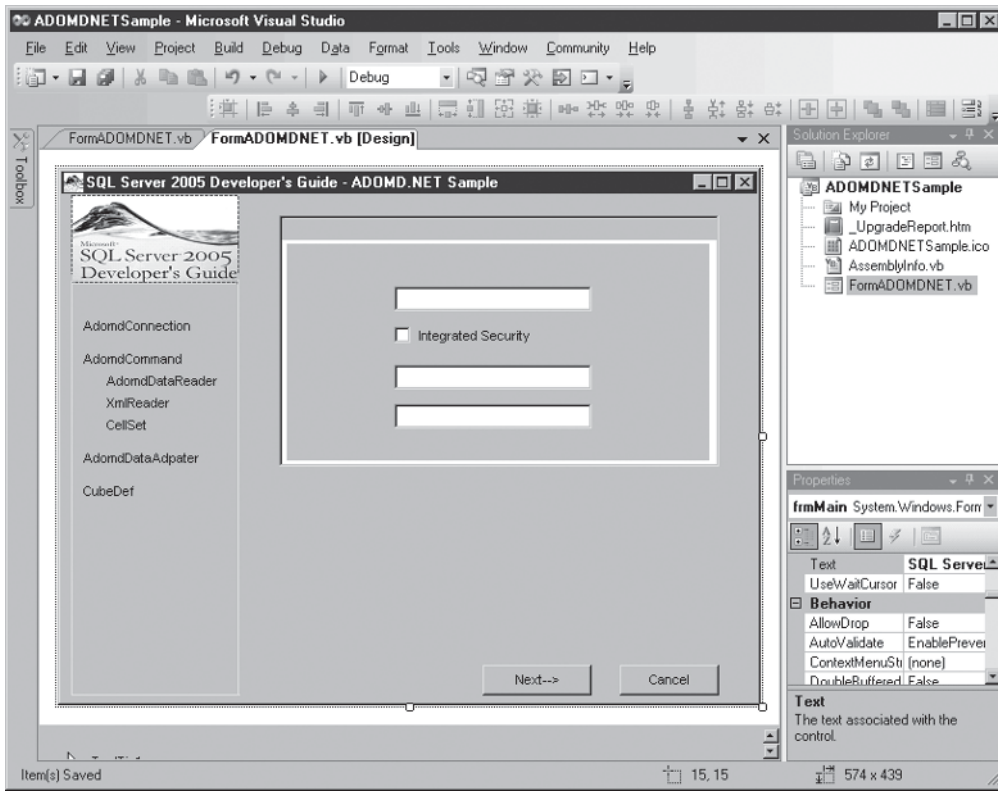 ADOMDNETSample - Microsoft Visual Studio
File Edit View Project Build Debug Data Format Tools Window Community Help
Debug
Toolbox
FormADOMDNET.vb FormADOMDNET.vb [Design]
SQL Server 2005 Developer's Guide - ADOMD.NET Sample
Microsoft
SQL Server 2005
Developer's Guide
AdomdConnection
AdomdCommand
AdomdDataReader
XmlReader
CellSet
AdomdDataAdpater
CubeDef
Integrated Security
Next-->
Cancel
Solution Explorer
ADOMDNETSample
My Project
_UpgradeReport.htm
ADOMDNETSample.ico
AssemblyInfo.vb
FormADOMDNET.vb
Properties
frmMain System.Windows.Form
Text SQL Server
UseWaitCursor False
Behavior
AllowDrop False
AutoValidate EnablePreven
ContextMenuSti (none)
DoubleBuffered False
Text
The text associated with the
control.
Item(s) Saved
15, 15
574 x 439